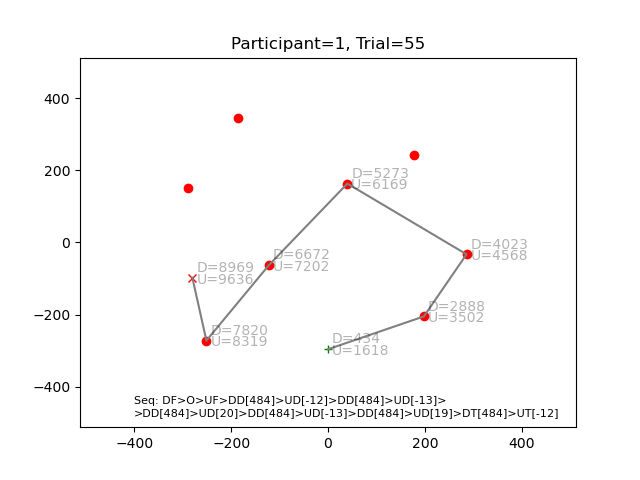 Participant=1, Trial=55
400
200
0
−200
−400
−400
−200
0
200
400
D=5273
U=6169
D=4023
U=4568
D=6672
U=7202
D=8969
U=9636
D=2888
U=3502
D=7820
U=8319
D=434
U=1618
Seq: DF>O>UF>DD[484]>UD[-12]>DD[484]>UD[-13]>
>DD[484]>UD[20]>DD[484]>UD[-13]>DD[484]>UD[19]>DT[484]>UT[-12]